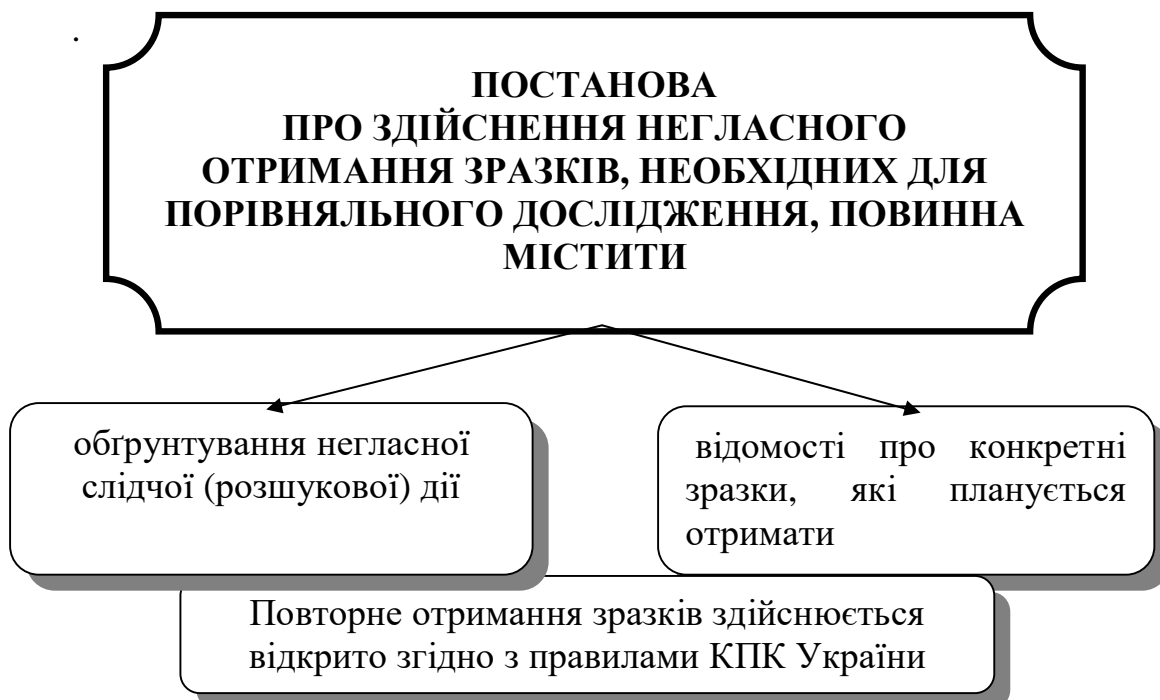 .
ПОСТАНОВА
ПРО ЗДІЙСНЕННЯ НЕГЛАСНОГО
ОТРИМАННЯ ЗРАЗКІВ, НЕОБХІДНИХ ДЛЯ
ПОРІВНЯЛЬНОГО ДОСЛІДЖЕННЯ, ПОВИННА
МІСТИТИ
обґрунтування негласної
слідчої (розшукової) дії
відомості про конкретні
зразки, які планується
отримати
Повторне отримання зразків здійснюється
відкрито згідно з правилами КПК України